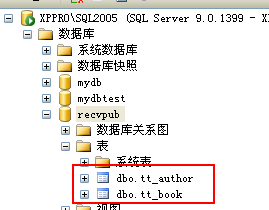 XPPRO\SQL2005 (SQL Server 9.0.1399 - X
数据库
系统数据库
数据库快照
mydb
mydbtest
recvpub
数据库关系图
表
系统表
dbo.tt_author
dbo.tt_book
视图